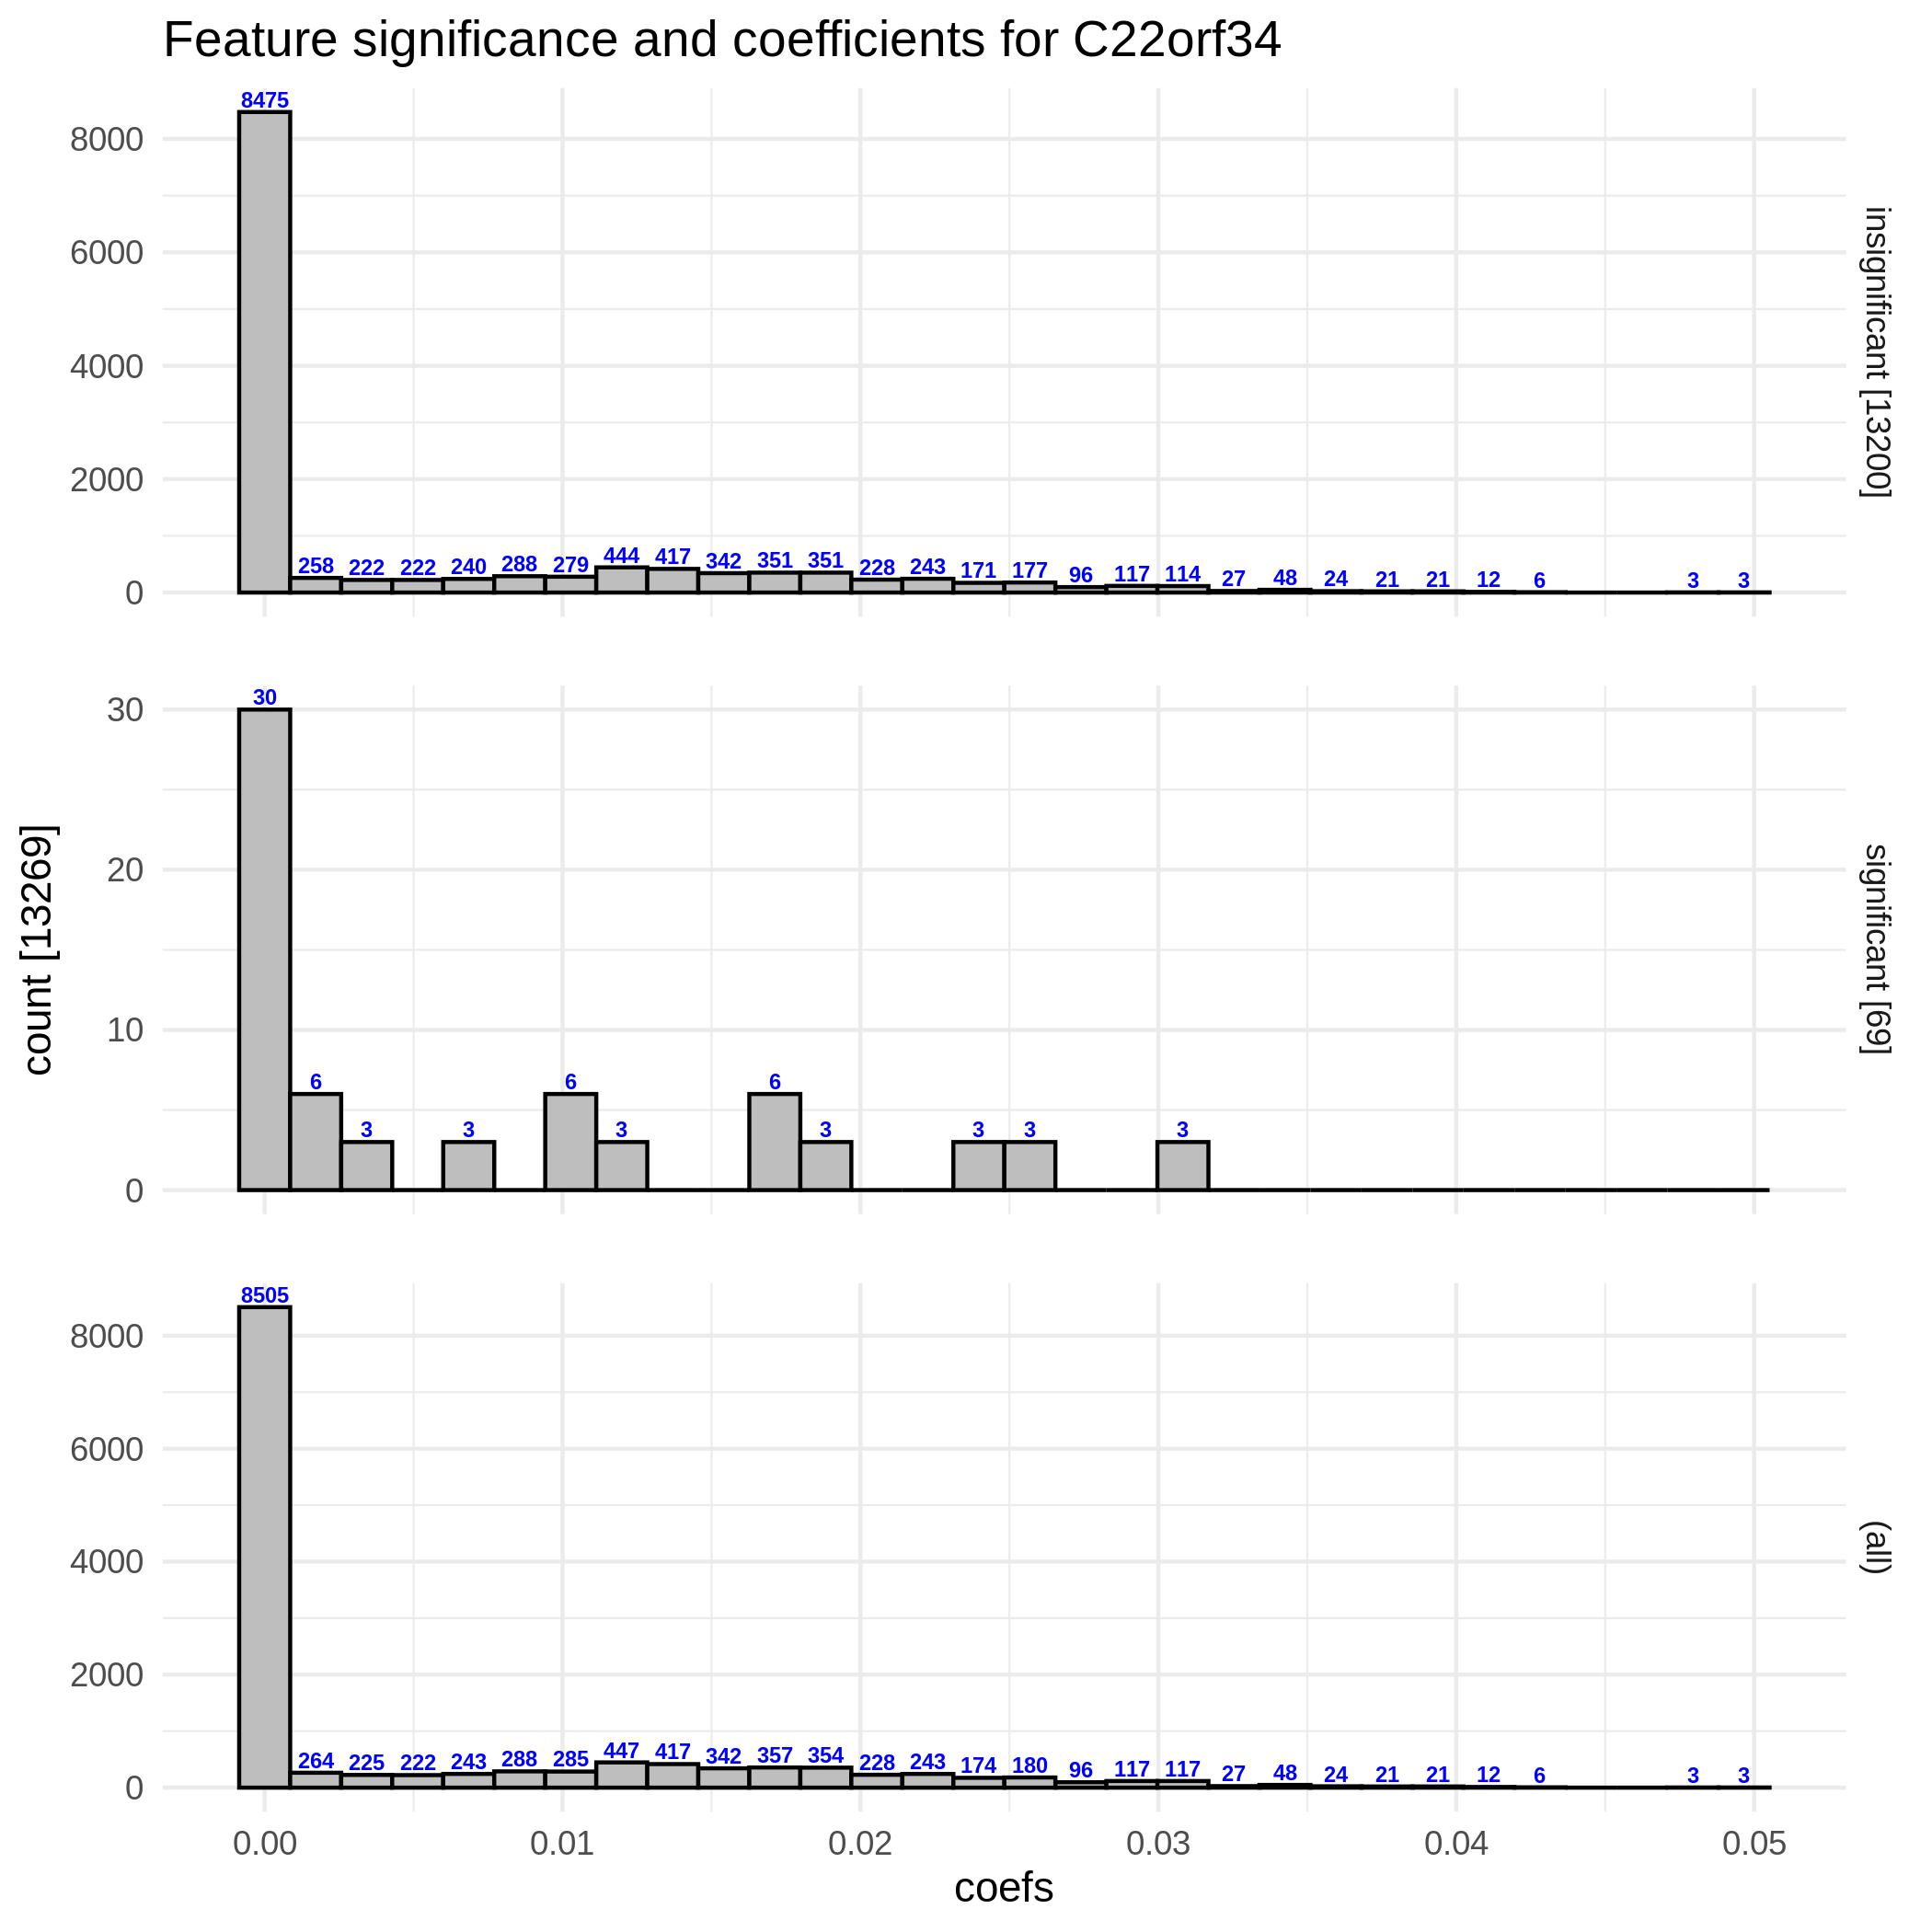 Feature significance and coefficients for C22orf34
8475
8000
6000
4000
2000
0
258 222 222 240 288 279 444 417 342 351 351 228 243 171 177 96 117 114 27 48 24 21 21 12 6 3 3
insignificant [13200]
30
30
20
10
0
6 3 3 6 3 6 3 3 3 3
significant [69]
count [13269]
8505
8000
6000
4000
2000
0
264 225 222 243 288 285 447 417 342 357 354 228 243 174 180 96 117 117 27 48 24 21 21 12 6 3 3
(all)
0.00 0.01 0.02 0.03 0.04 0.05
coefs